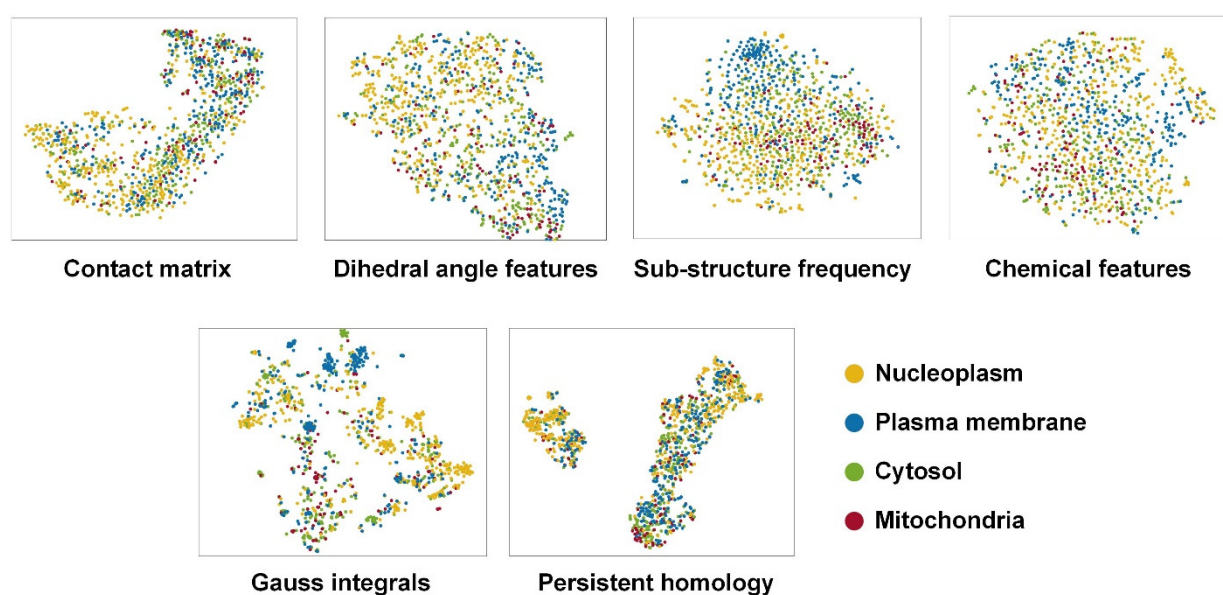 Contact matrix
Dihedral angle features
Sub-structure frequency
Chemical features
Nucleoplasm
Plasma membrane
Cytosol
Mitochondria
Gauss integrals
Persistent homology